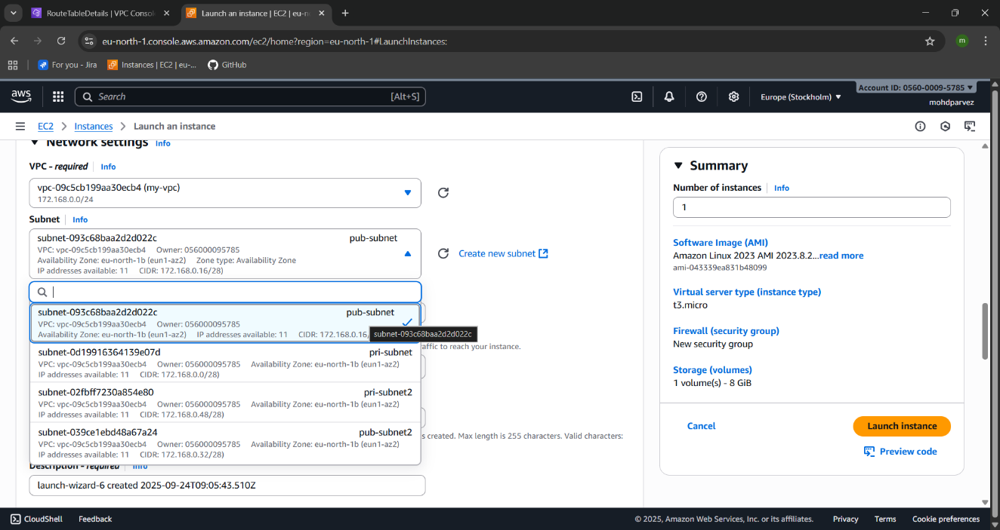 RouteTableDetails | VPC Consol
Launch an instance | EC2 | eu-no
eu-north-1.console.aws.amazon.com/ec2/home?region=eu-north-1#LaunchInstances:
m
For you - Jira
Instances | EC2 | eu-...
GitHub
aws
Search
[Alt+S]
Europe (Stockholm) ▼
Account ID: 0560-0009-5785 ▼
mohdparvez
EC2 > Instances > Launch an instance
▼ Network settings Info
VPC - required Info
vpc-09c5cb199aa30ecb4 (my-vpc)
172.168.0.0/24
Subnet Info
subnet-093c68baa2d2d022c pub-subnet
VPC: vpc-09c5cb199aa30ecb4 Owner: 056000095785
Availability Zone: eu-north-1b (eun1-az2) Zone type: Availability Zone
IP addresses available: 11 CIDR: 172.168.0.16/28)
Create new subnet
subnet-093c68baa2d2d022c pub-subnet
VPC: vpc-09c5cb199aa30ecb4 Owner: 056000095785
Availability Zone: eu-north-1b (eun1-az2) IP addresses available: 11 CIDR: 172.168.0.16/
subnet-093c68baa2d2d022c
affic to reach your instance.
subnet-0d19916364139e07d pri-subnet
VPC: vpc-09c5cb199aa30ecb4 Owner: 056000095785 Availability Zone: eu-north-1b (eun1-az2)
IP addresses available: 11 CIDR: 172.168.0.0/28)
subnet-02fbff7230a854e80 pri-subnet2
VPC: vpc-09c5cb199aa30ecb4 Owner: 056000095785 Availability Zone: eu-north-1b (eun1-az2)
IP addresses available: 11 CIDR: 172.168.0.48/28)
subnet-039ce1ebd48a67a24 pub-subnet2
VPC: vpc-09c5cb199aa30ecb4 Owner: 056000095785 Availability Zone: eu-north-1b (eun1-az2)
IP addresses available: 11 CIDR: 172.168.0.32/28)
s created. Max length is 255 characters. Valid characters:
Description - required Info
launch-wizard-6 created 2025-09-24T09:05:43.510Z
▼ Summary
Number of instances Info
1
Software Image (AMI)
Amazon Linux 2023 AMI 2023.8.2...read more
ami-043339ea831b48099
Virtual server type (instance type)
t3.micro
Firewall (security group)
New security group
Storage (volumes)
1 volume(s) - 8 GiB
Cancel
Launch instance
Preview code
CloudShell Feedback
© 2025, Amazon Web Services, Inc. or its affiliates. Privacy Terms Cookie preferences